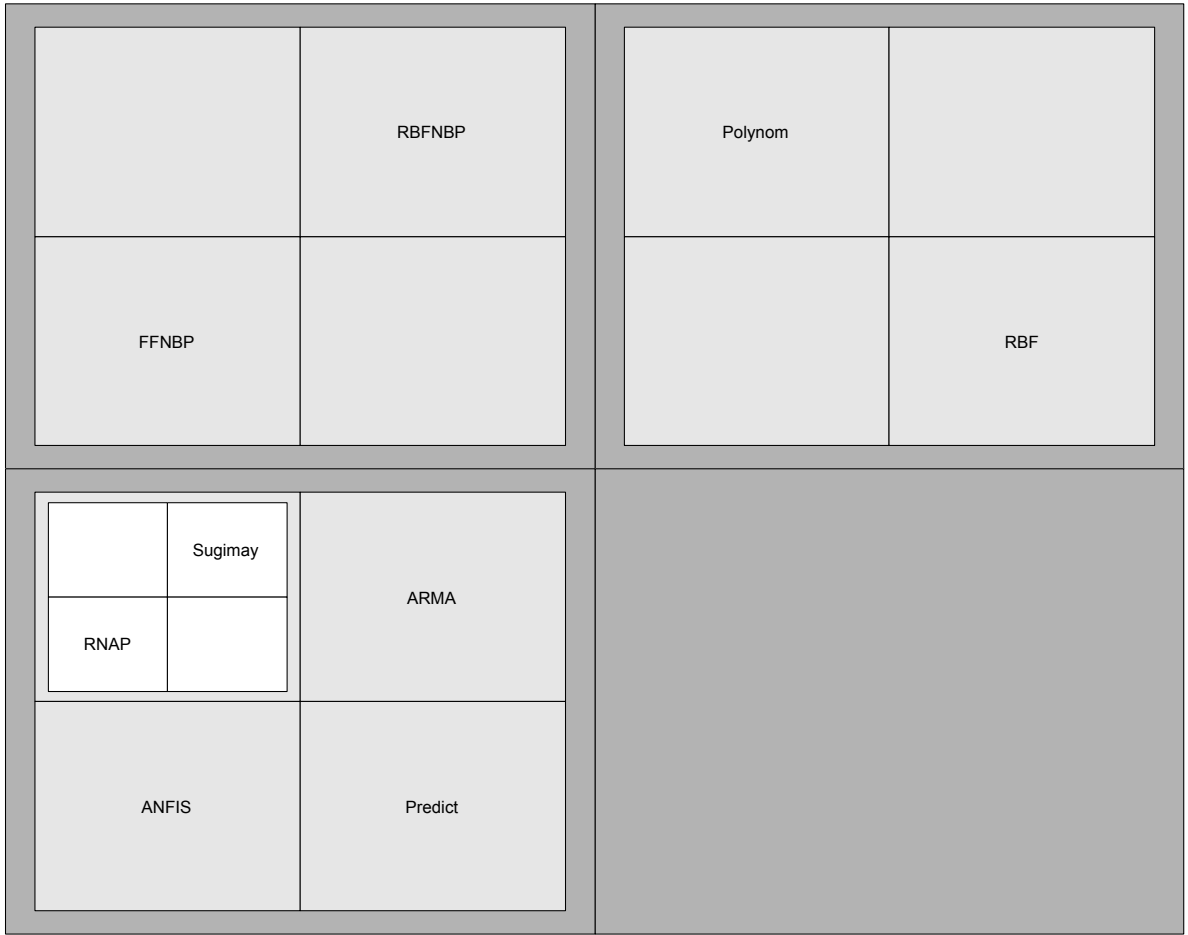 RBFNBP
Polynom
FFNBP
RBF
Sugimay
ARMA
RNAP
ANFIS
Predict